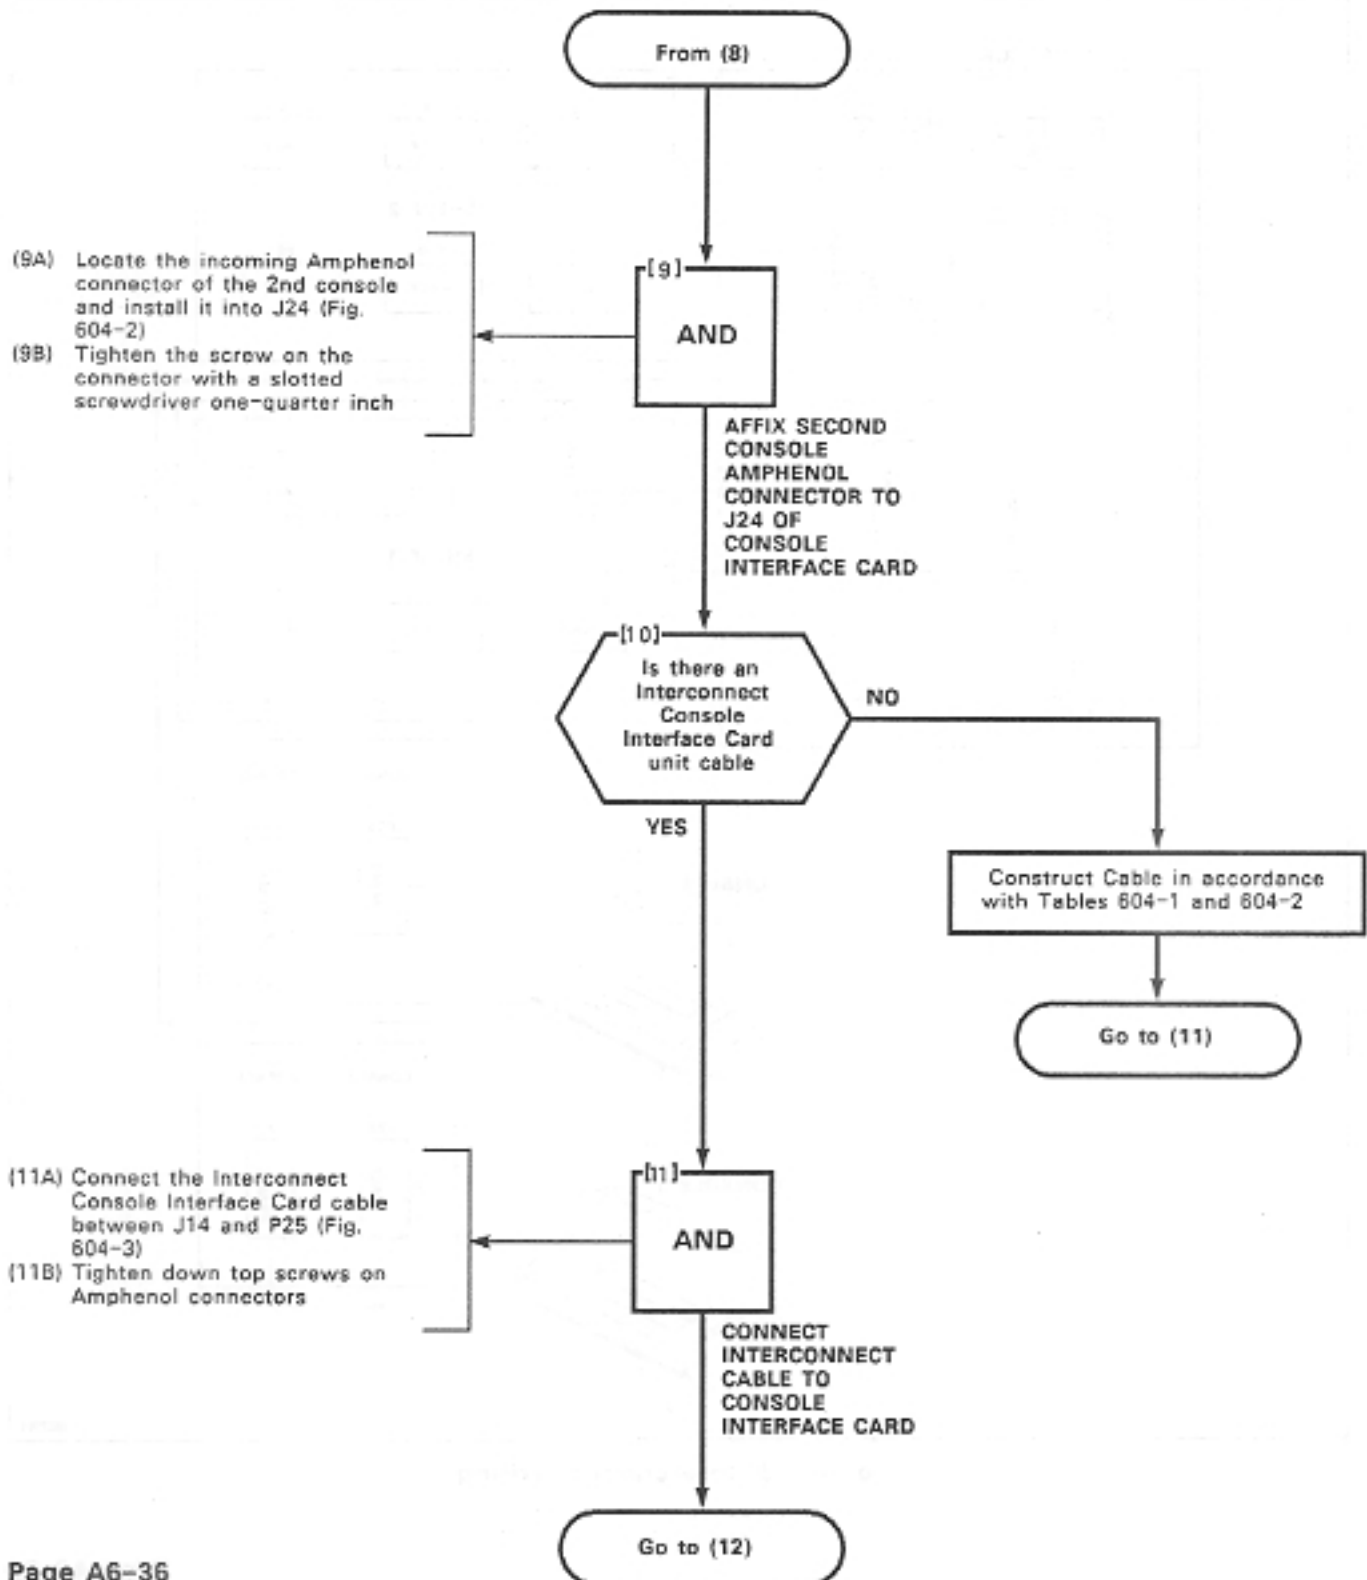 From (8)
(9A) Locate the incoming Amphenol
connector of the 2nd console
and install it into J24 (Fig.
604-2)
(9B) Tighten the screw on the
connector with a slotted
screwdriver one-quarter inch
[9]
AND
AFFIX SECOND
CONSOLE
AMPHENOL
CONNECTOR TO
J24 OF
CONSOLE
INTERFACE CARD
[10]
Is there an
Interconnect
Console
Interface Card
unit cable
NO
YES
Construct Cable in accordance
with Tables 604-1 and 604-2
Go to (11)
(11A) Connect the Interconnect
Console Interface Card cable
between J14 and P25 (Fig.
604-3)
(11B) Tighten down top screws on
Amphenol connectors
[11]
AND
CONNECT
INTERCONNECT
CABLE TO
CONSOLE
INTERFACE CARD
Go to (12)
Page A6-36